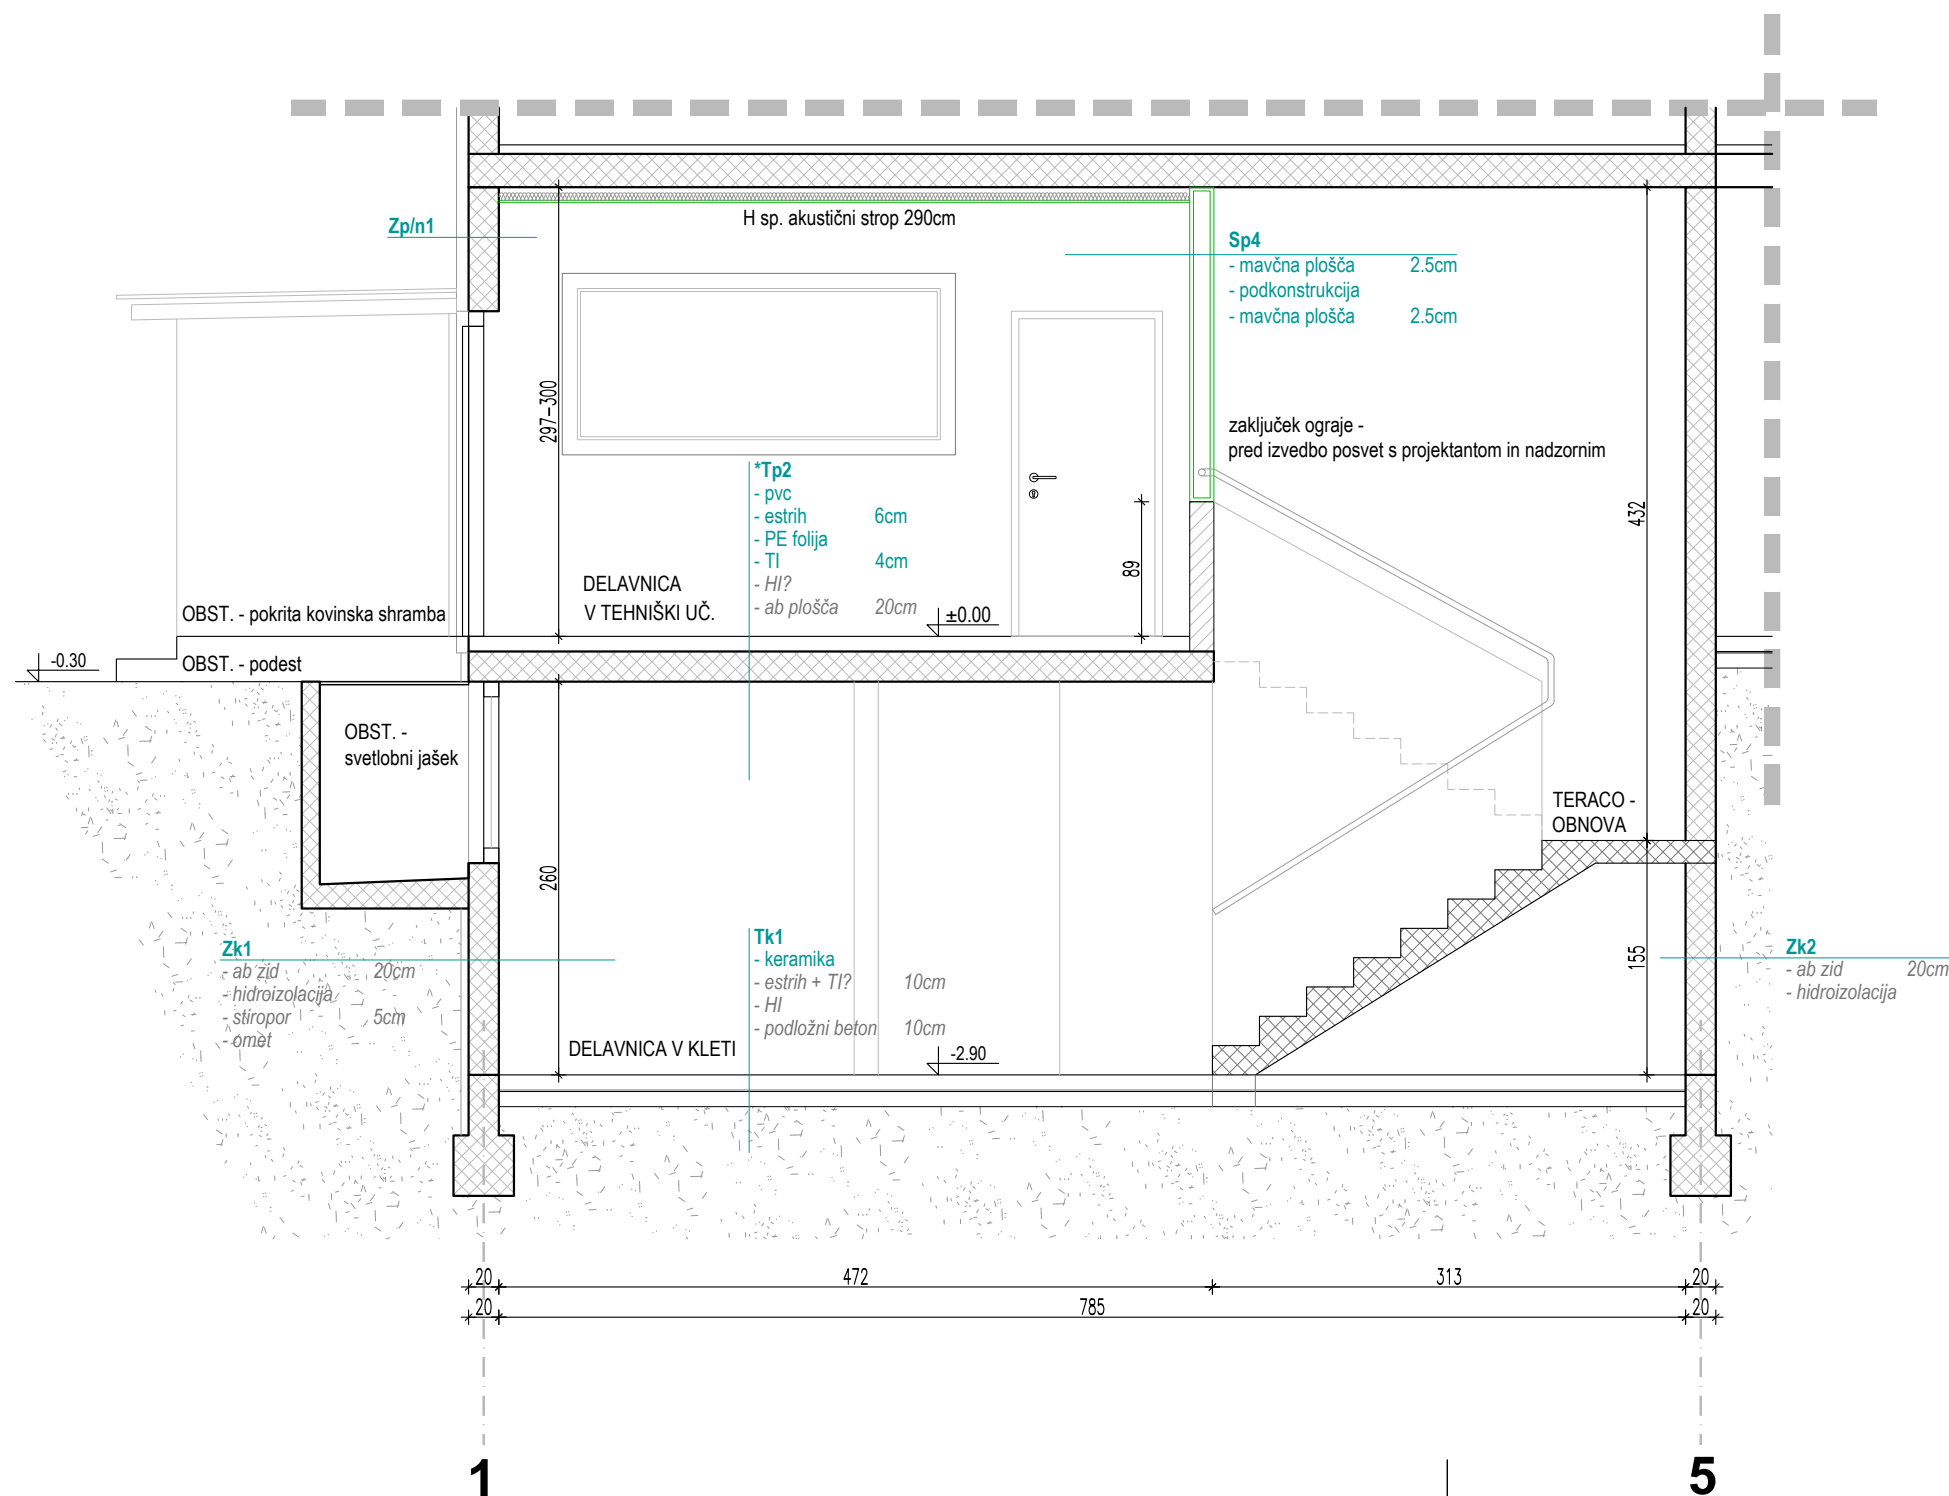 Zp/n1
H sp. akustični strop 290cm
Sp4
- mavčna plošča 2.5cm
- podkonstrukcija
- mavčna plošča 2.5cm
297-300
zaključek ograje -
pred izvedbo posvet s projektantom in nadzornim
*Tp2
- pvc
- estrih 6cm
- PE folija
- TI 4cm
- HI?
- ab plošča 20cm
432
89
DELAVNICA
V TEHNIŠKI UČ.
±0.00
OBST. - pokrita kovinska shramba
OBST. - podest
-0.30
OBST. -
svetlobni jašek
TERACO -
OBNOVA
260
155
Zk1
- ab zid 20cm
- hidroizolacija
- stiropor 5cm
- omet
Tk1
- keramika
- estrih + TI? 10cm
- HI
- podložni beton 10cm
Zk2
- ab zid 20cm
- hidroizolacija
DELAVNICA V KLETI
-2.90
20 472 313 20
20 785 20
1 5